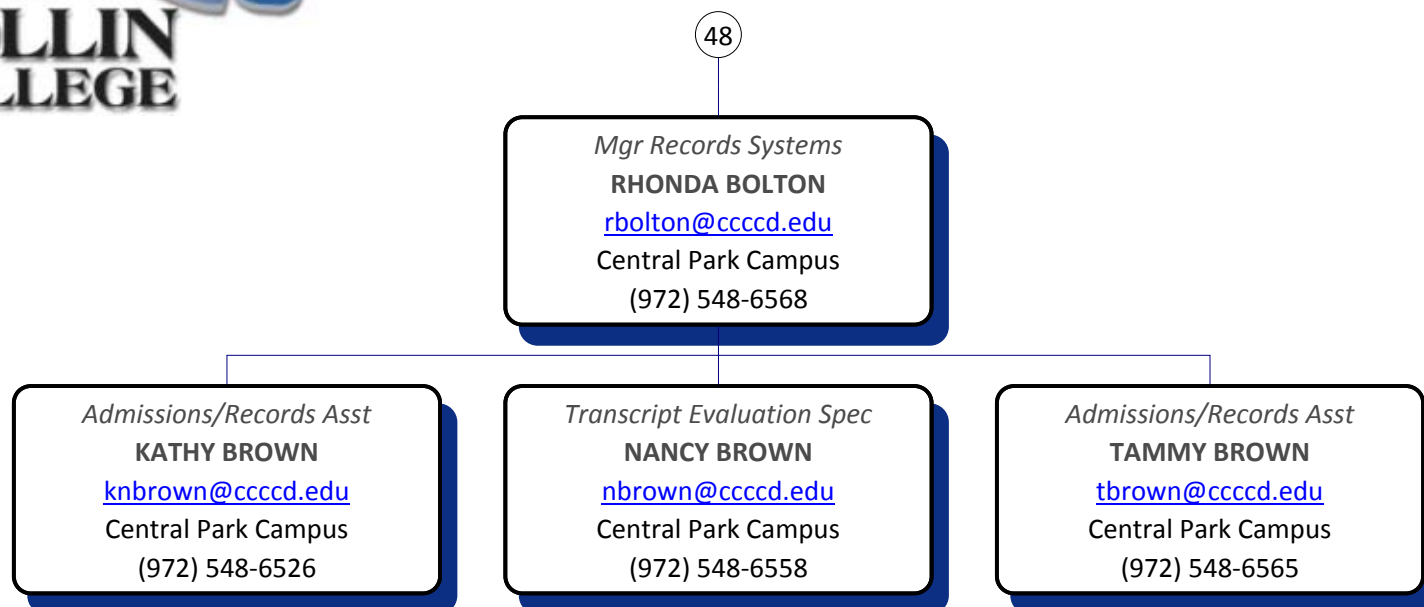 OLLIN
LLEGE
48
Mgr Records Systems
RHONDA BOLTON
rbolton@ccccd.edu
Central Park Campus
(972) 548-6568
Admissions/Records Asst
KATHY BROWN
knbrown@ccccd.edu
Central Park Campus
(972) 548-6526
Transcript Evaluation Spec
NANCY BROWN
nbrown@ccccd.edu
Central Park Campus
(972) 548-6558
Admissions/Records Asst
TAMMY BROWN
tbrown@ccccd.edu
Central Park Campus
(972) 548-6565